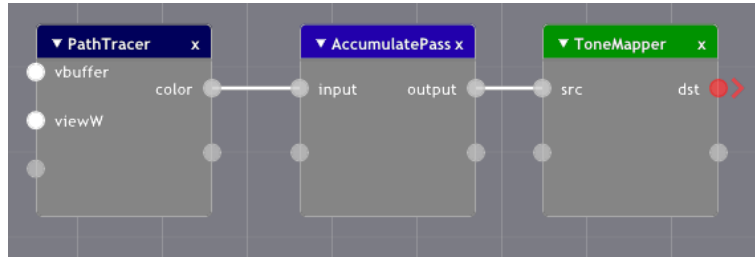 ▼ PathTracer x
vbuffer
color
viewW
▼ AccumulatePass x
input output
▼ ToneMapper x
src dst